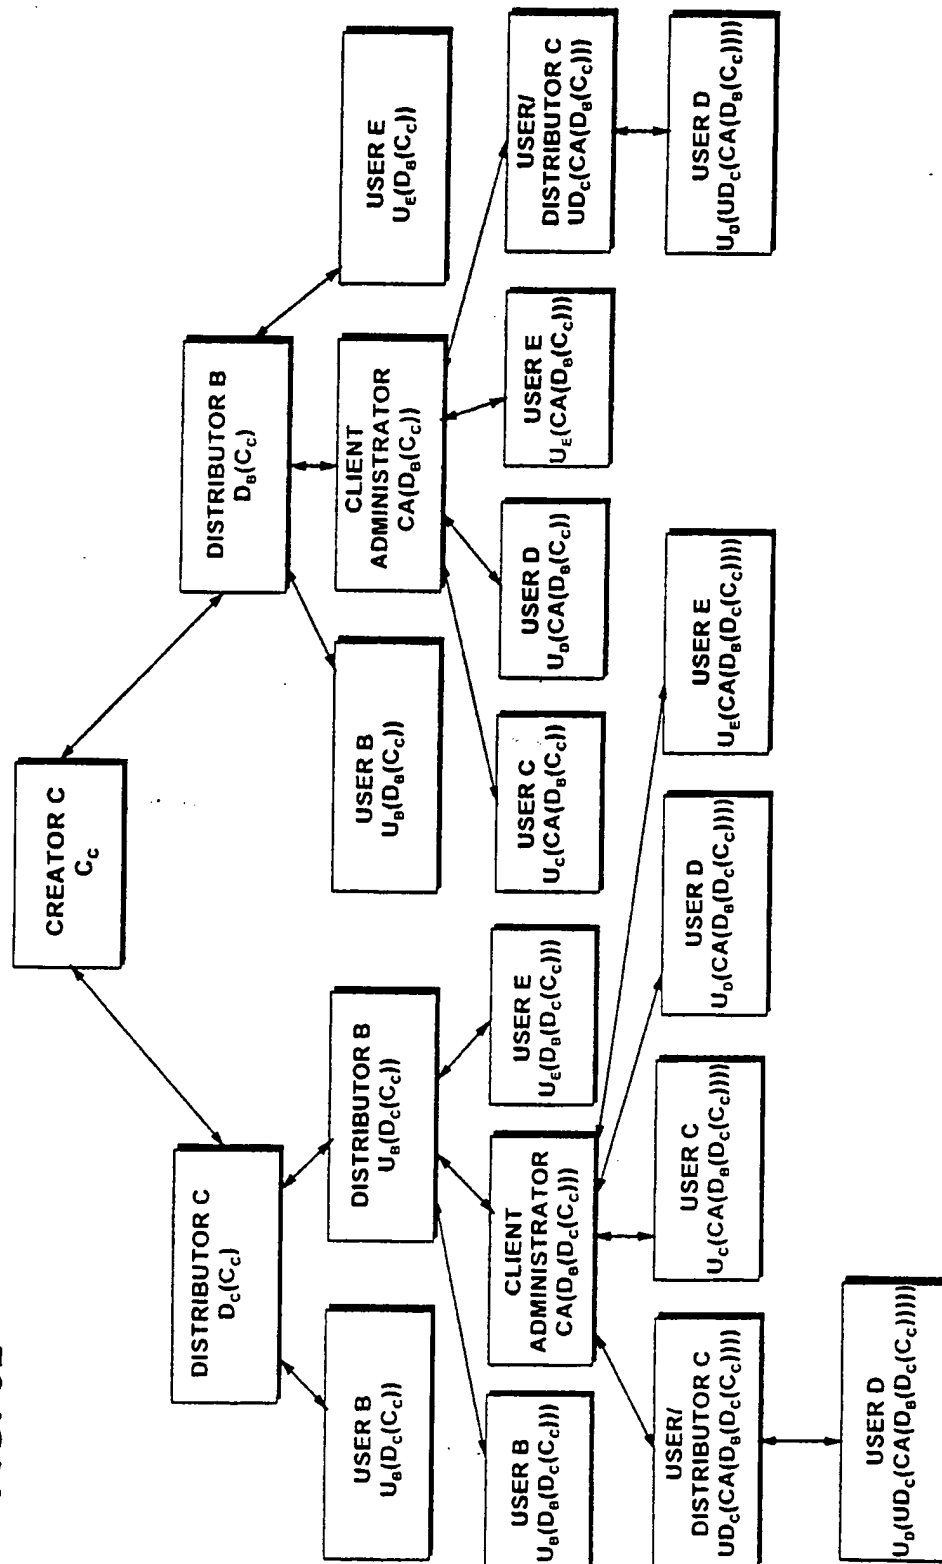 CREATOR C
C_C
DISTRIBUTOR C
D_C(C_C)
DISTRIBUTOR B
D_B(C_C)
USER B
U_B(D_C(C_C))
DISTRIBUTOR B
U_B(D_C(C_C))
USER B
U_B(D_B(C_C))
CLIENT
ADMINISTRATOR
CA(D_B(C_C))
USER E
U_E(D_B(C_C))
USER B
U_B(D_B(D_C(C_C)))
CLIENT
ADMINISTRATOR
CA(D_B(D_C(C_C)))
USER E
U_E(D_B(D_C(C_C)))
USER C
U_C(CA(D_B(C_C))
USER D
U_D(CA(D_B(C_C))
USER E
U_E(CA(D_B(C_C)))
USER/
DISTRIBUTOR C
UD_C(CA(D_B(C_C)))
USER/
DISTRIBUTOR C
UD_C(CA(D_B(D_C(C_C))))
USER C
U_C(CA(D_B(D_C(C_C)))))
USER D
U_D(CA(D_B(D_C(C_C))))
USER E
U_E(CA(D_B(D_C(C_C))))
USER D
U_D(UD_C(CA(D_B(C_C))))
USER D
U_D(UD_C(CA(D_B(D_C(C_C)))))